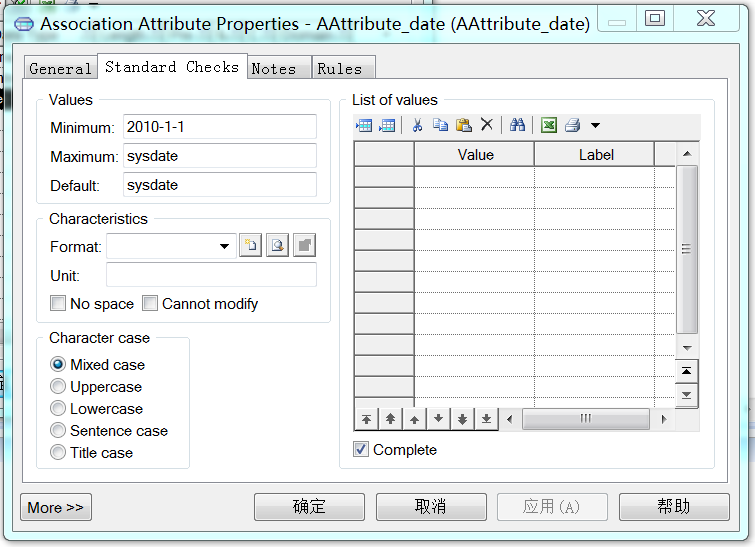 Association Attribute Properties - AAttribute_date (AAttribute_date)
General
Standard Checks
Notes
Rules
Values
Minimum: 2010-1-1
Maximum: sysdate
Default: sysdate
Characteristics
Format:
Unit:
No space
Cannot modify
Character case
Mixed case
Uppercase
Lowercase
Sentence case
Title case
List of values
Value
Label
Complete
More >>
确定
取消
应用(A)
帮助